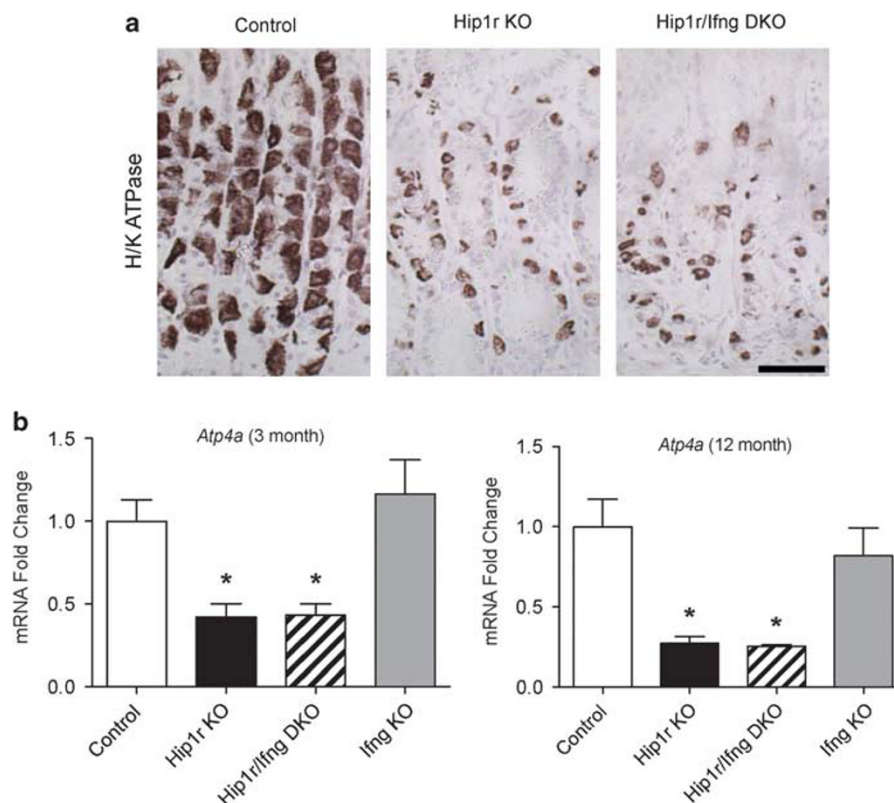 a
Control
Hip1r KO
Hip1r/Ifng DKO
H/K ATPase
b
Atp4a (3 month)
mRNA Fold Change
1.5
1.0
0.5
0.0
*
*
Control
Hip1r KO
Hip1r/Ifng DKO
Ifng KO
Atp4a (12 month)
mRNA Fold Change
1.5
1.0
0.5
0.0
*
*
Control
Hip1r KO
Hip1r/Ifng DKO
Ifng KO